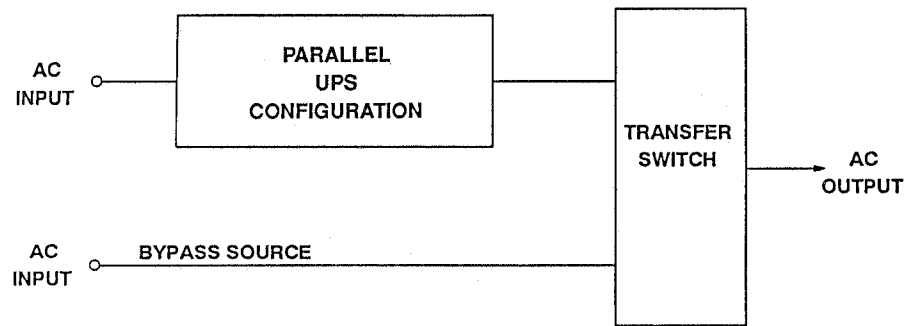 AC
INPUT
PARALLEL
UPS
CONFIGURATION
TRANSFER
SWITCH
AC
OUTPUT
AC
INPUT
BYPASS SOURCE